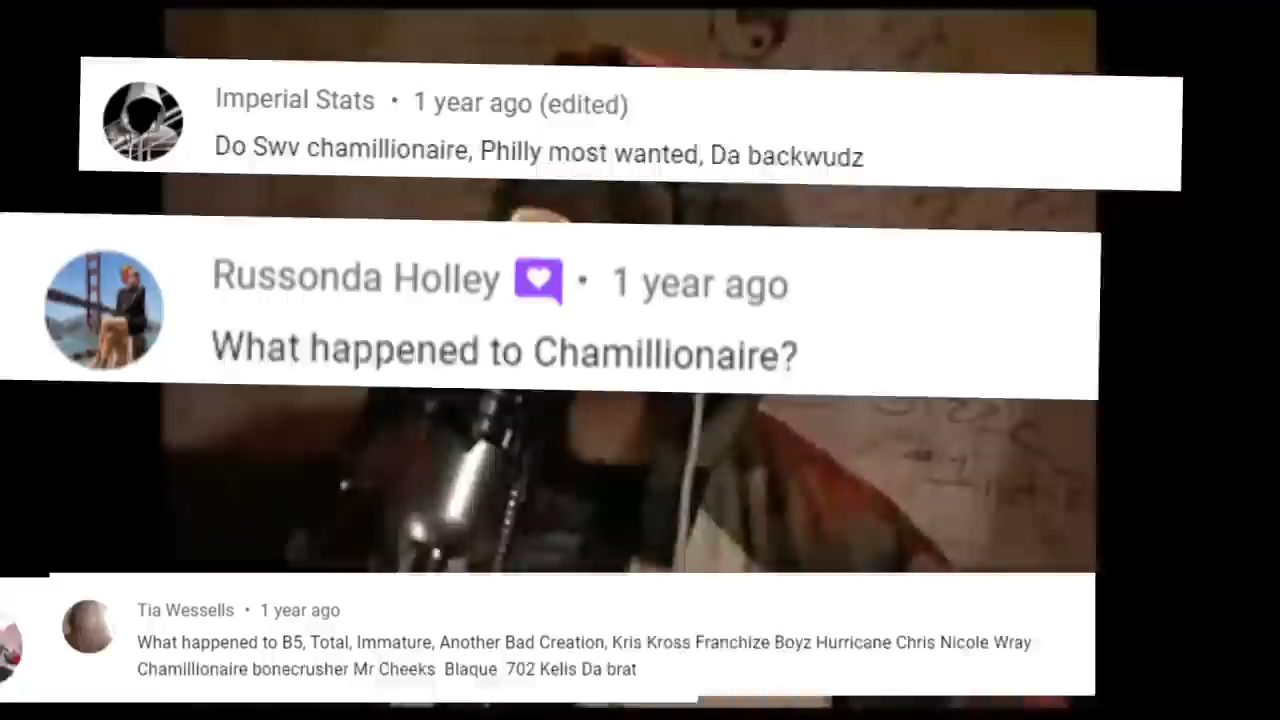 Imperial Stats • 1 year ago (edited)
Do Swv chamillionaire, Philly most wanted, Da backwudz
Russonda Holley • 1 year ago
What happened to Chamillionaire?
Tia Wessells • 1 year ago
What happened to B5, Total, Immature, Another Bad Creation, Kris Kross Franchize Boyz Hurricane Chris Nicole Wray
Chamillionaire bonecrusher Mr Cheeks Blaque 702 Kelis Da brat